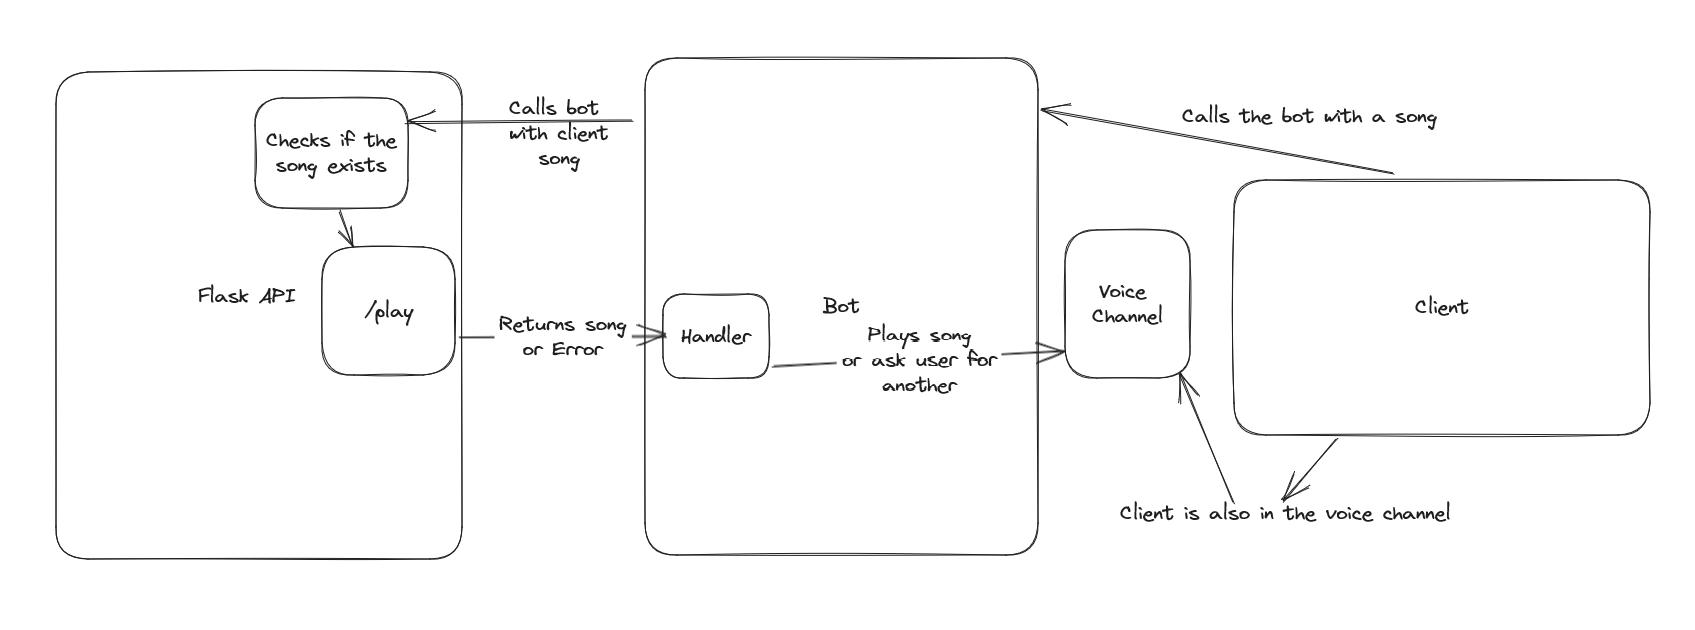 Calls bot
with client
song
Calls the bot with a song
Checks if the
song exists
Flask API
/play
Returns song
or Error
Handler
Bot
Plays song
or ask user for
another
Voice
Channel
Client
Client is also in the voice channel